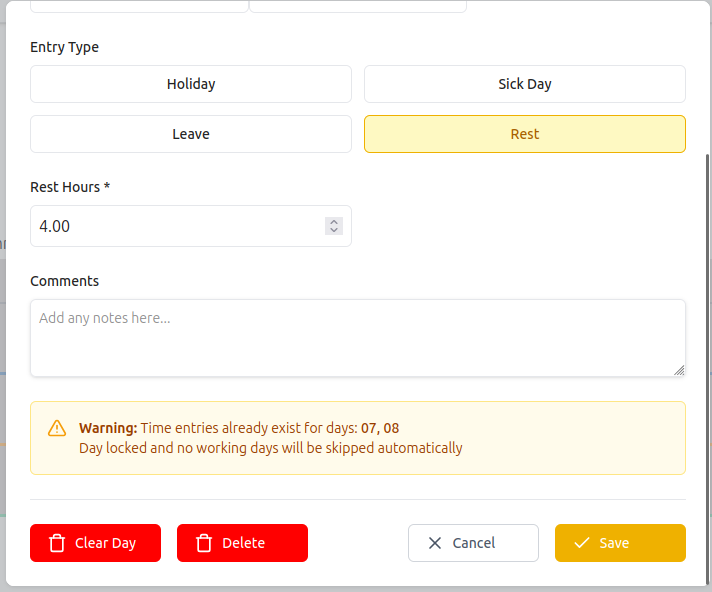 Entry Type
Holiday
Sick Day
Leave
Rest
Rest Hours *
4.00
Comments
Add any notes here...
Warning: Time entries already exist for days: 07, 08
Day locked and no working days will be skipped automatically
Clear Day
Delete
Cancel
Save